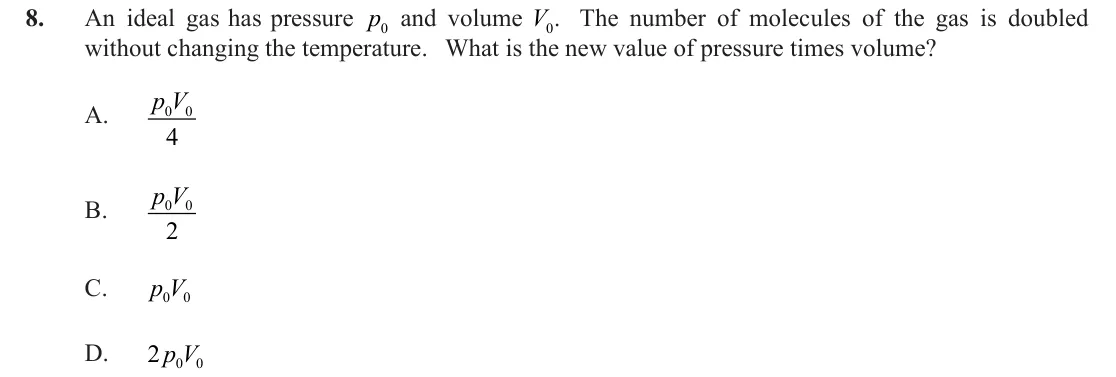 8. An ideal gas has pressure p₀ and volume V₀. The number of molecules of the gas is doubled
without changing the temperature. What is the new value of pressure times volume?
A. p₀V₀/4
B. p₀V₀/2
C. p₀V₀
D. 2p₀V₀